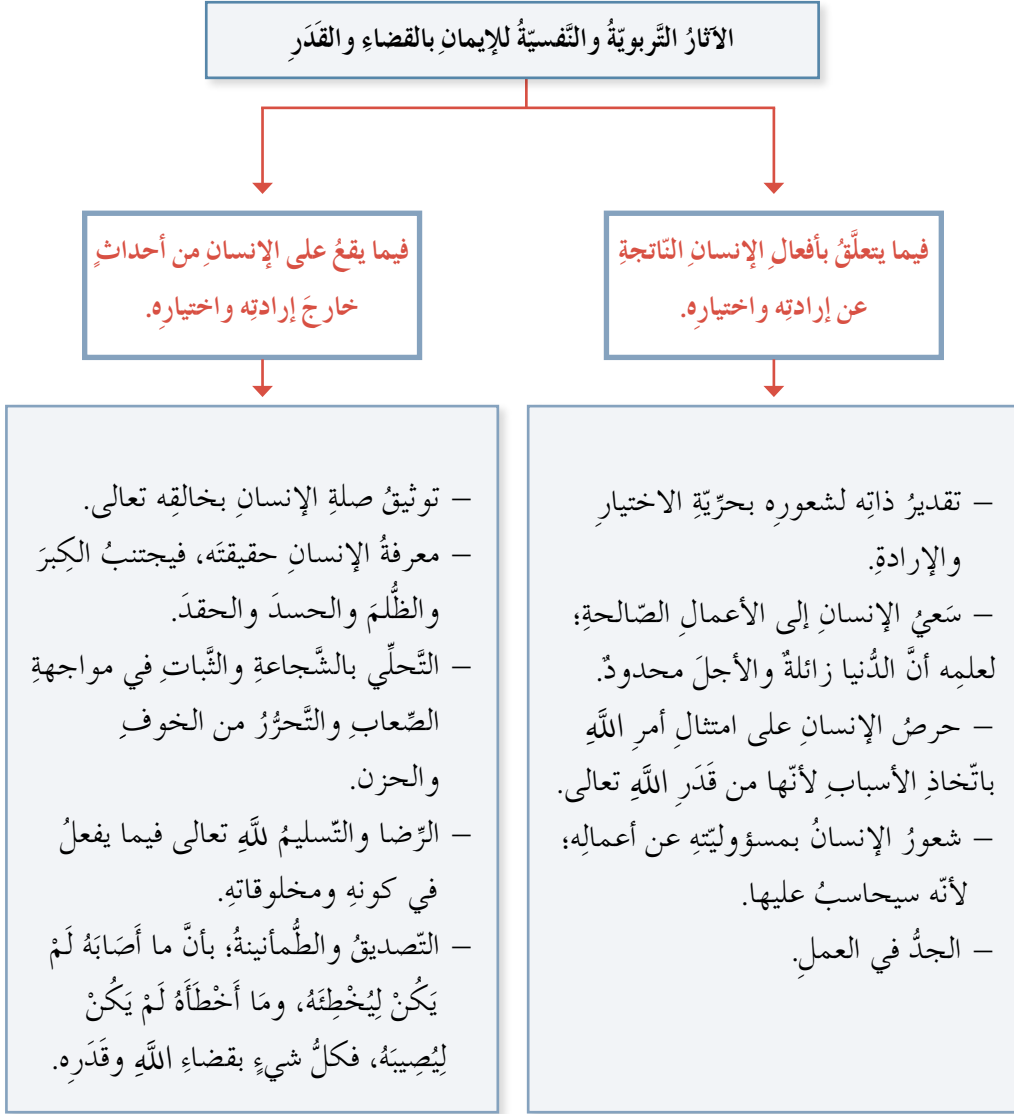 الآثارُ التَّربويّةُ والنَّفسيّةُ للإيمانِ بالقضاءِ والقَدَرِ
فيما يتعلَّقُ بأفعالِ الإنسانِ النّاتجةِ
عن إرادتِه واختيارِه.
– تقديرُ ذاتِه لشعورِه بحرِّيّةِ الاختيارِ
والإرادةِ.
– سَعيُ الإنسانِ إلى الأعمالِ الصّالحةِ؛
لعلمِه أنَّ الدُّنيا زائلةٌ والأجلَ محدودٌ.
– حرصُ الإنسانِ على امتثالِ أمرِ اللَّهِ
باتّخاذِ الأسبابِ لأنّها من قَدَرِ اللَّهِ تعالى.
– شعورُ الإنسانُ بمسؤوليّتهِ عن أعمالِه؛
لأنّه سيحاسبُ عليها.
– الجدُّ في العملِ.
فيما يقعُ على الإنسانِ من أحداثٍ
خارجَ إرادتِه واختيارِه.
– توثيقُ صلةِ الإنسانِ بخالقِه تعالى.
– معرفةُ الإنسانِ حقيقتَه، فيجتنبُ الكِبرَ
والظُّلمَ والحسدَ والحقدَ.
– التَّحلِّي بالشَّجاعةِ والثَّباتِ في مواجهةِ
الصِّعابِ والتَّحرُّرُ من الخوفِ
والحزن.
– الرِّضا والتّسليمُ للَّهِ تعالى فيما يفعلُ
في كونهِ ومخلوقاتهِ.
– التّصديقُ والطُّمأنينةُ؛ بأنَّ ما أَصَابَهُ لَمْ
يَكُنْ لِيُخْطِئَهُ، ومَا أَخْطَأَهُ لَمْ يَكُنْ
لِيُصِيبَهُ، فكلُّ شيءٍ بقضاءِ اللَّهِ وقَدَرِه.